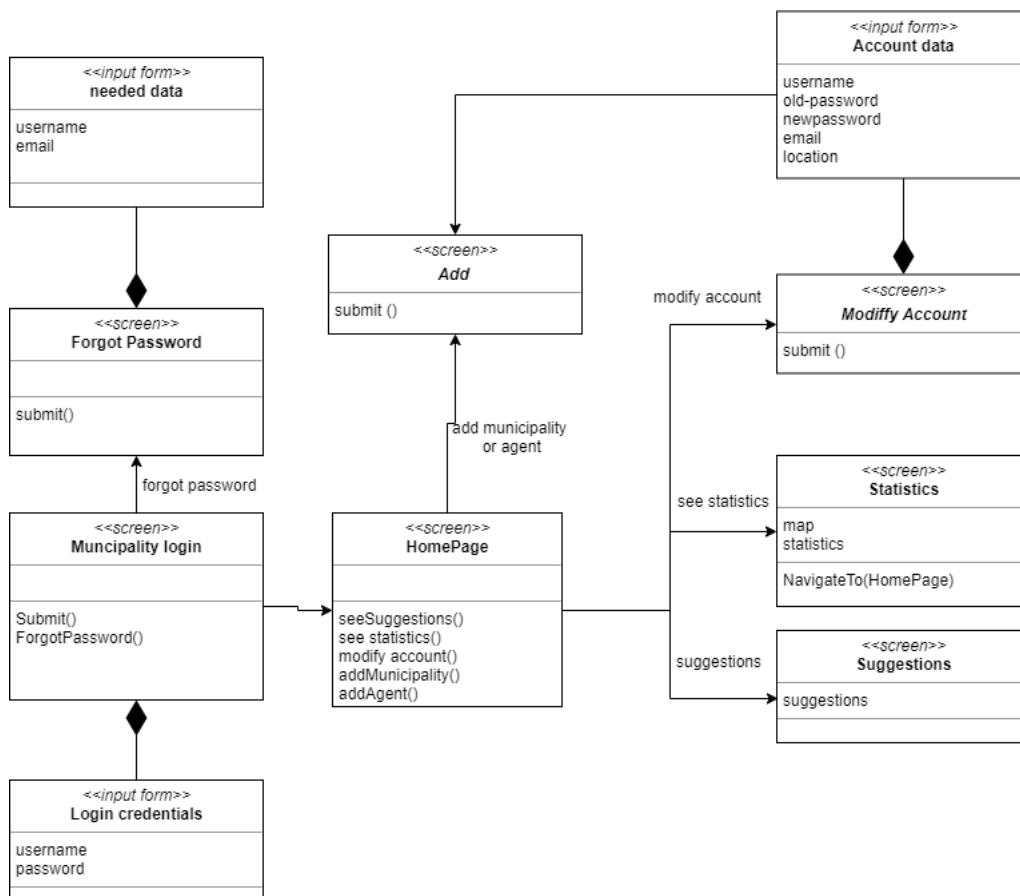 <<input form>>
Account data
username
old-password
newpassword
email
location
<<input form>>
needed data
username
email
<<screen>>
Add
submit ()
<<screen>>
Modiffy Account
submit ()
modify account
<<screen>>
Forgot Password
submit()
add municipality
or agent
forgot password
<<screen>>
Statistics
map
statistics
NavigateTo(HomePage)
see statistics
<<screen>>
Muncipality login
Submit()
ForgotPassword()
<<screen>>
HomePage
seeSuggestions()
see statistics()
modify account()
addMunicipality()
addAgent()
suggestions
<<screen>>
Suggestions
suggestions
<<input form>>
Login credentials
username
password